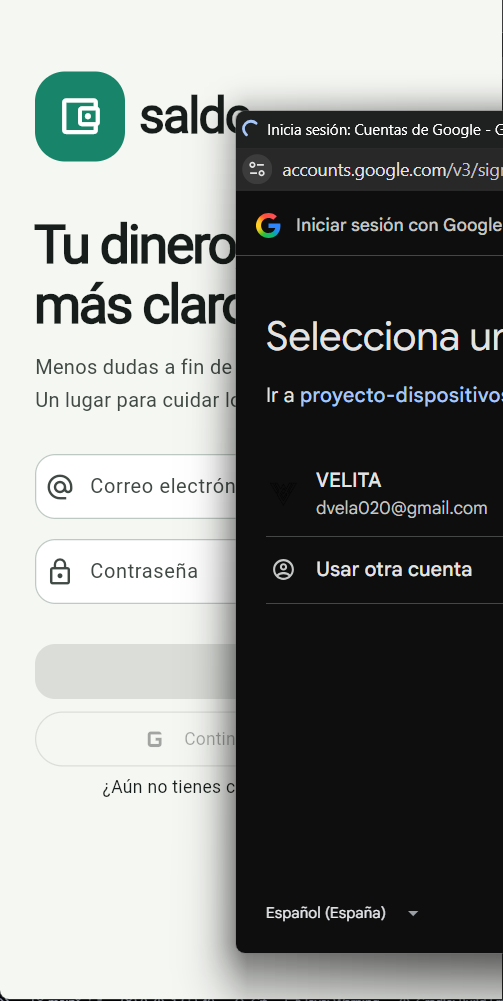 saldo
Tu dinero
más claro
Menos dudas a fin de
Un lugar para cuidar lo
Correo electrón
Contraseña
Contin
¿Aún no tienes c
Inicia sesión: Cuentas de Google - G
accounts.google.com/v3/sig
Iniciar sesión con Google
Selecciona un
Ir a proyecto-dispositivos
VELITA
dvela020@gmail.com
Usar otra cuenta
Español (España)